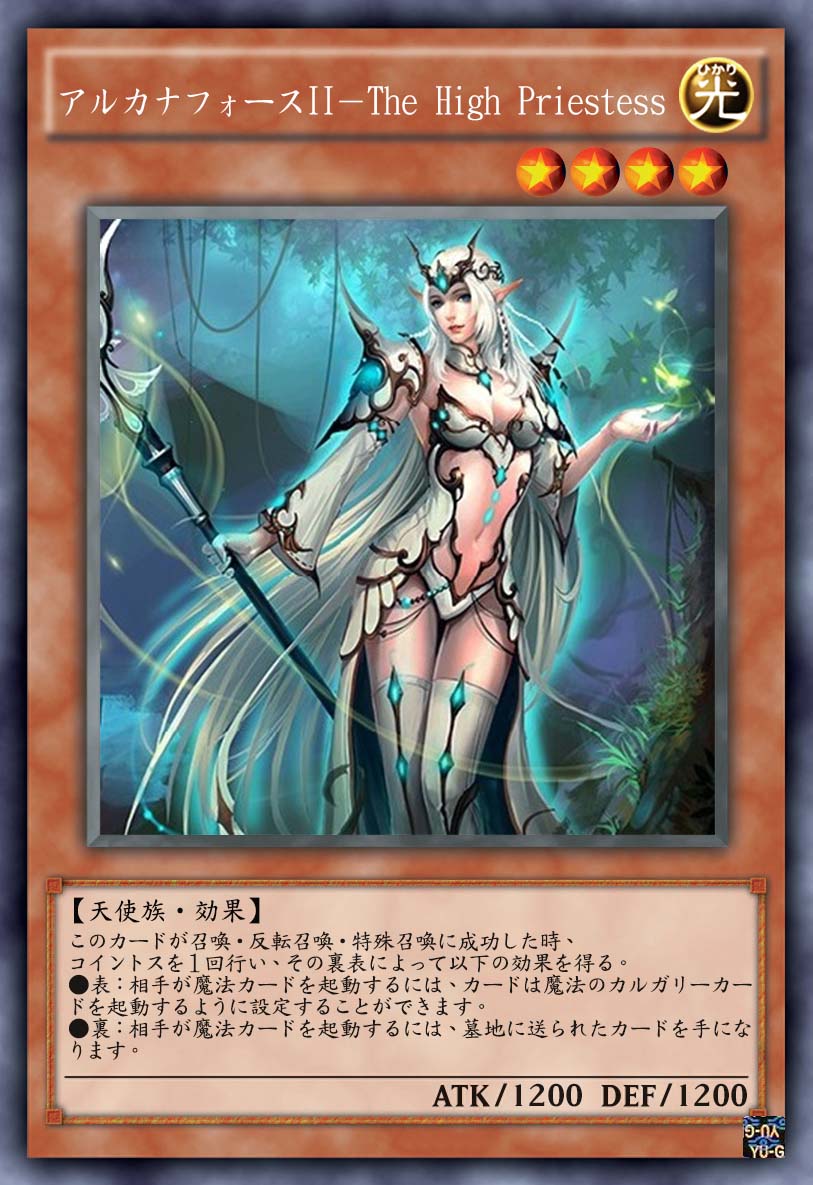 アルカナフォースII－The High Priestess
ひかり
光
【天使族・効果】
このカードが召喚・反転召喚・特殊召喚に成功した時、
コイントスを１回行い、その裏表によって以下の効果を得る。
●表：相手が魔法カードを起動するには、カードは魔法のカルガリーカー
ドを起動するように設定することができます。
●裏：相手が魔法カードを起動するには、墓地に送られたカードを手にな
ります。
ATK/1200 DEF/1200
YU-G
YU-G